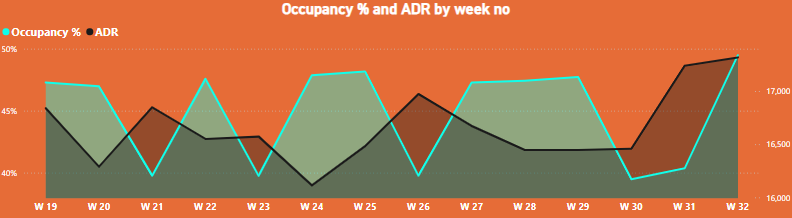 Occupancy % and ADR by week no
Occupancy % ADR
50%
45%
40%
17,000
16,500
16,000
W 19 W 20 W 21 W 22 W 23 W 24 W 25 W 26 W 27 W 28 W 29 W 30 W 31 W 32